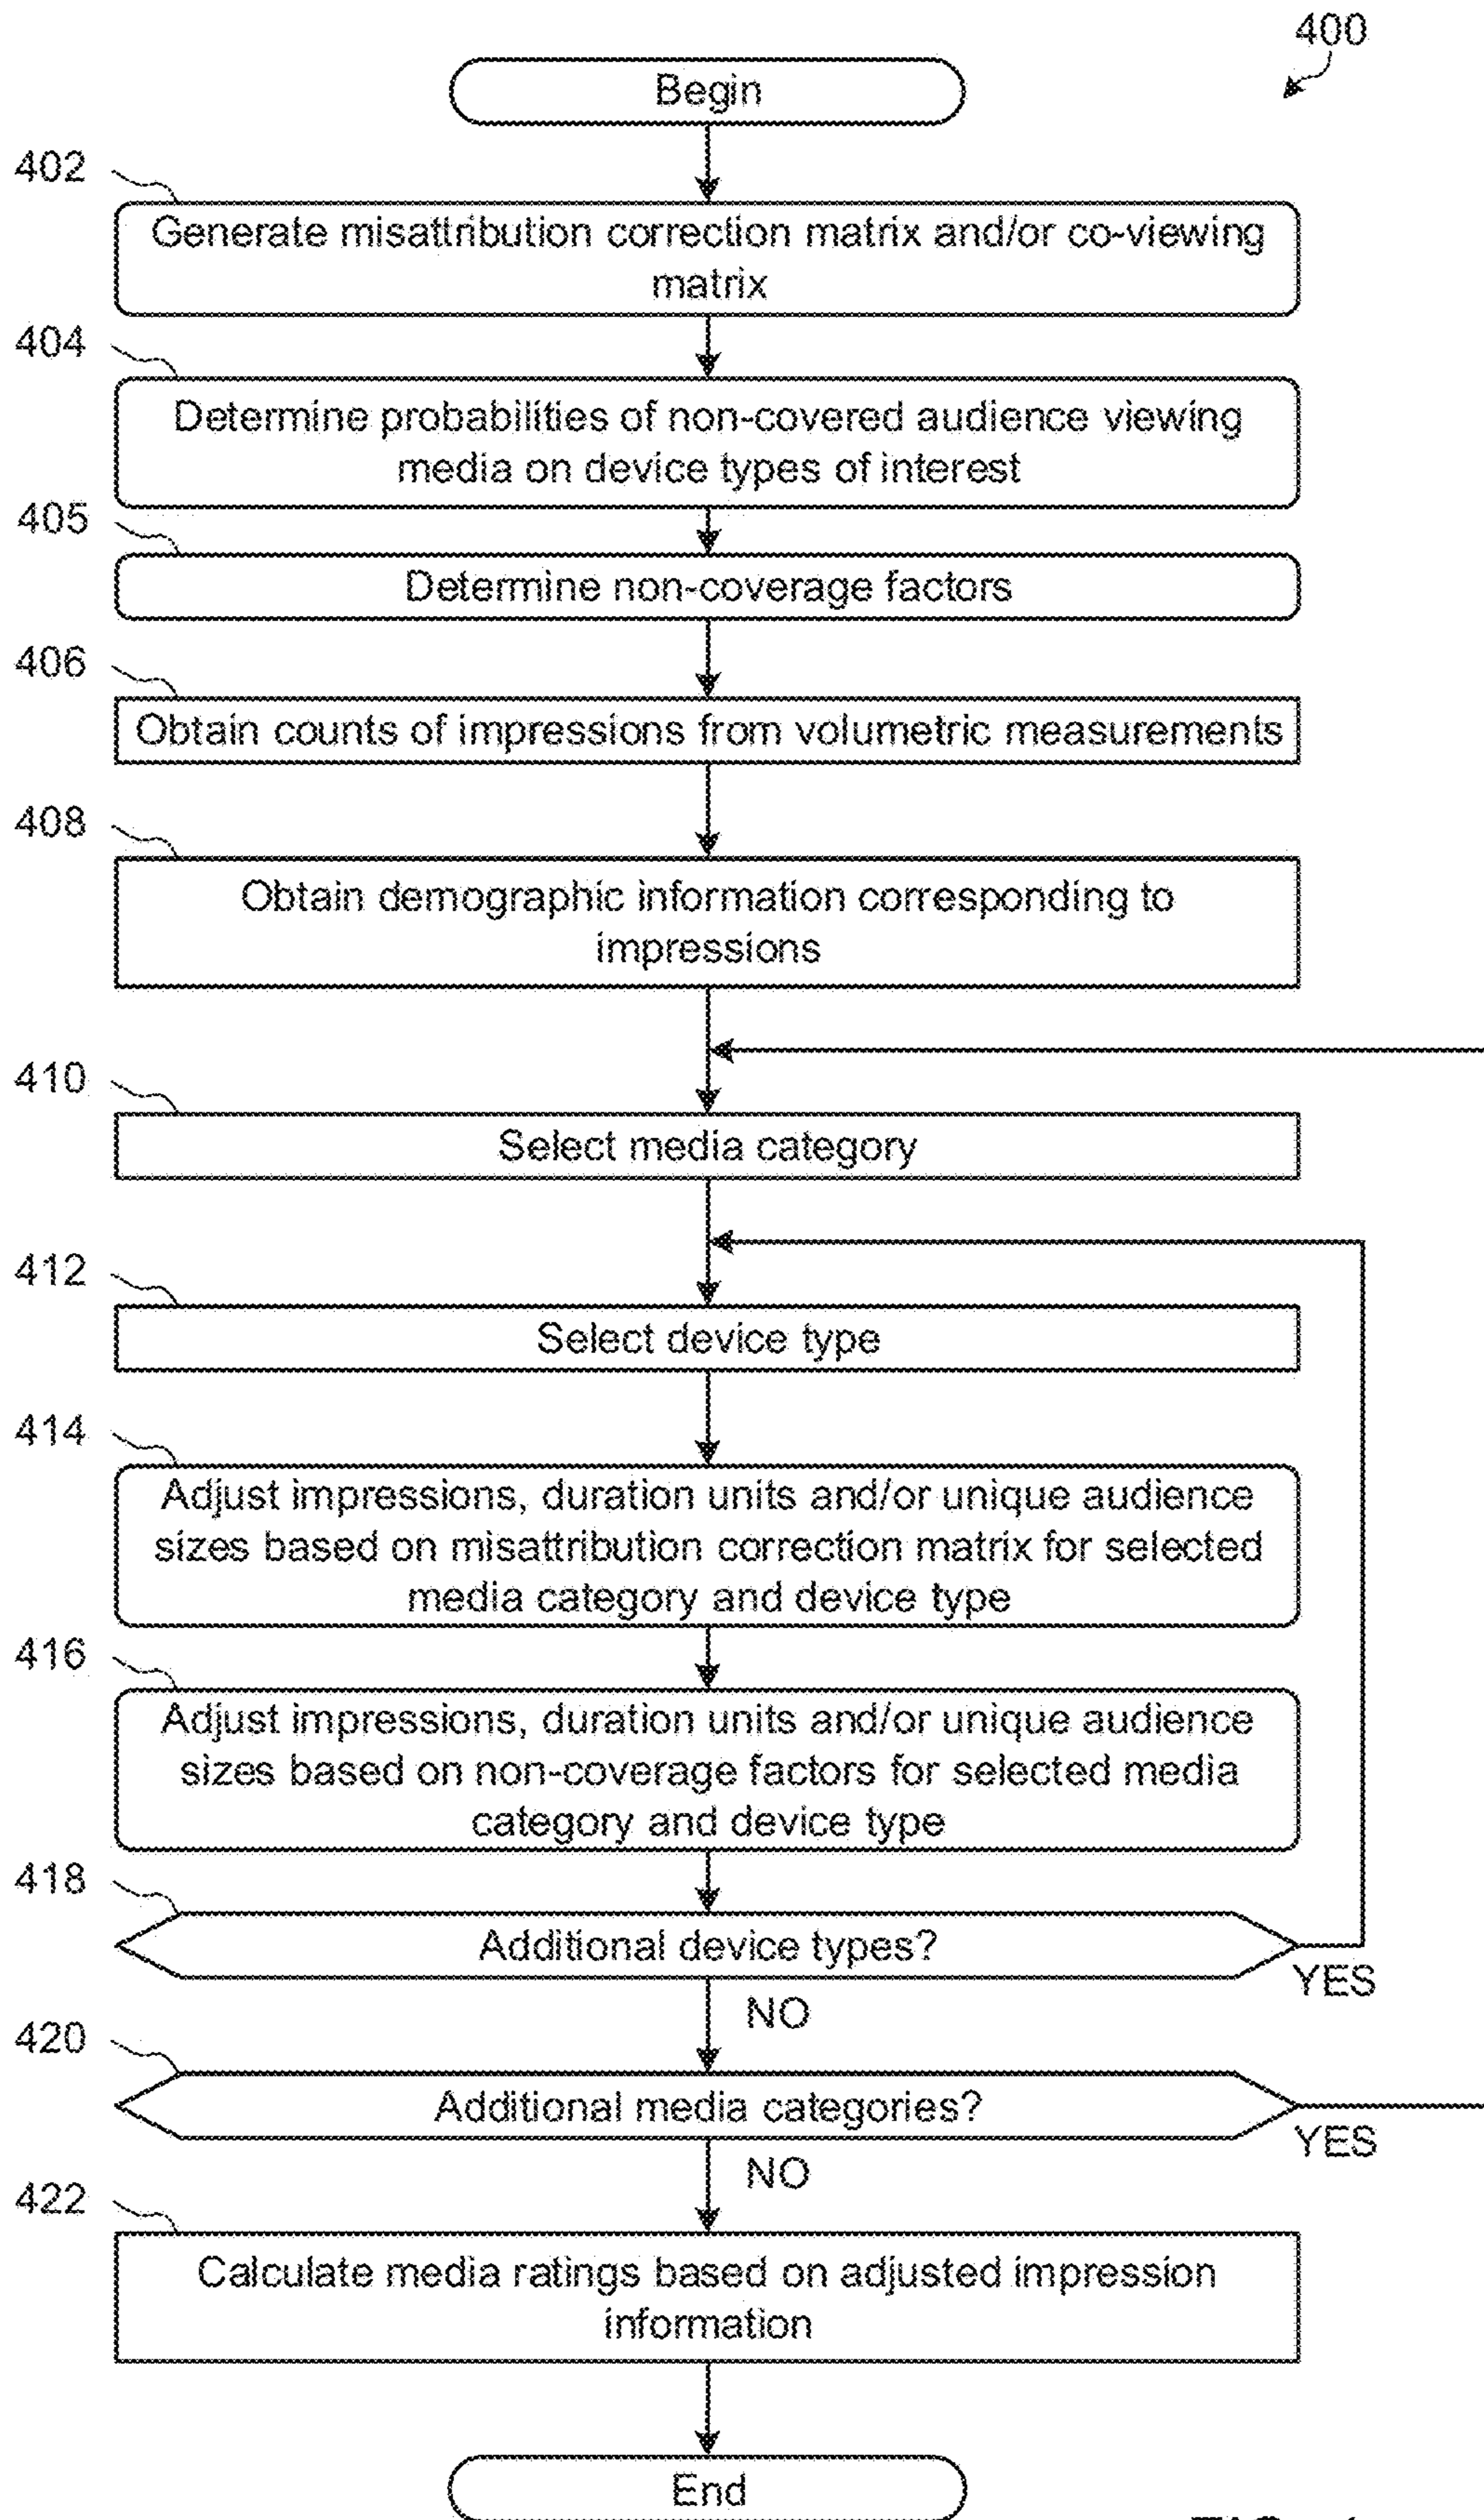 400
Begin
402
Generate misattribution correction matrix and/or co-viewing
matrix
404
Determine probabilities of non-covered audience viewing
media on device types of interest
405
Determine non-coverage factors
406
Obtain counts of impressions from volumetric measurements
408
Obtain demographic information corresponding to
impressions
410
Select media category
412
Select device type
414
Adjust impressions, duration units and/or unique audience
sizes based on misattribution correction matrix for selected
media category and device type
416
Adjust impressions, duration units and/or unique audience
sizes based on non-coverage factors for selected media
category and device type
418
Additional device types?
YES
NO
420
Additional media categories?
YES
NO
422
Calculate media ratings based on adjusted impression
information
End